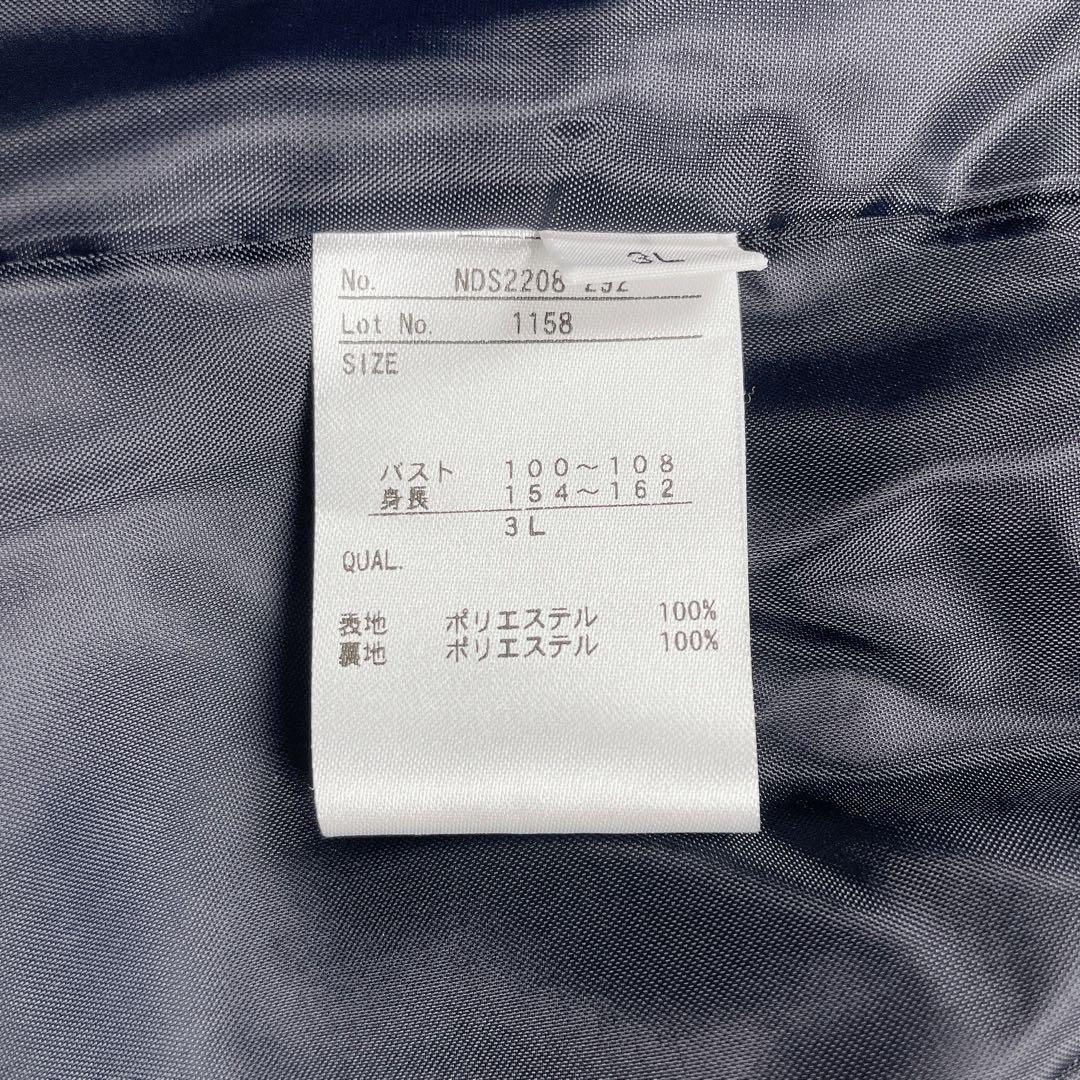 3L
No. NDS2208
Lot No. 1158
SIZE
バスト 100～108
身長 154～162
3L
QUAL.
表地 ポリエステル 100%
裏地 ポリエステル 100%